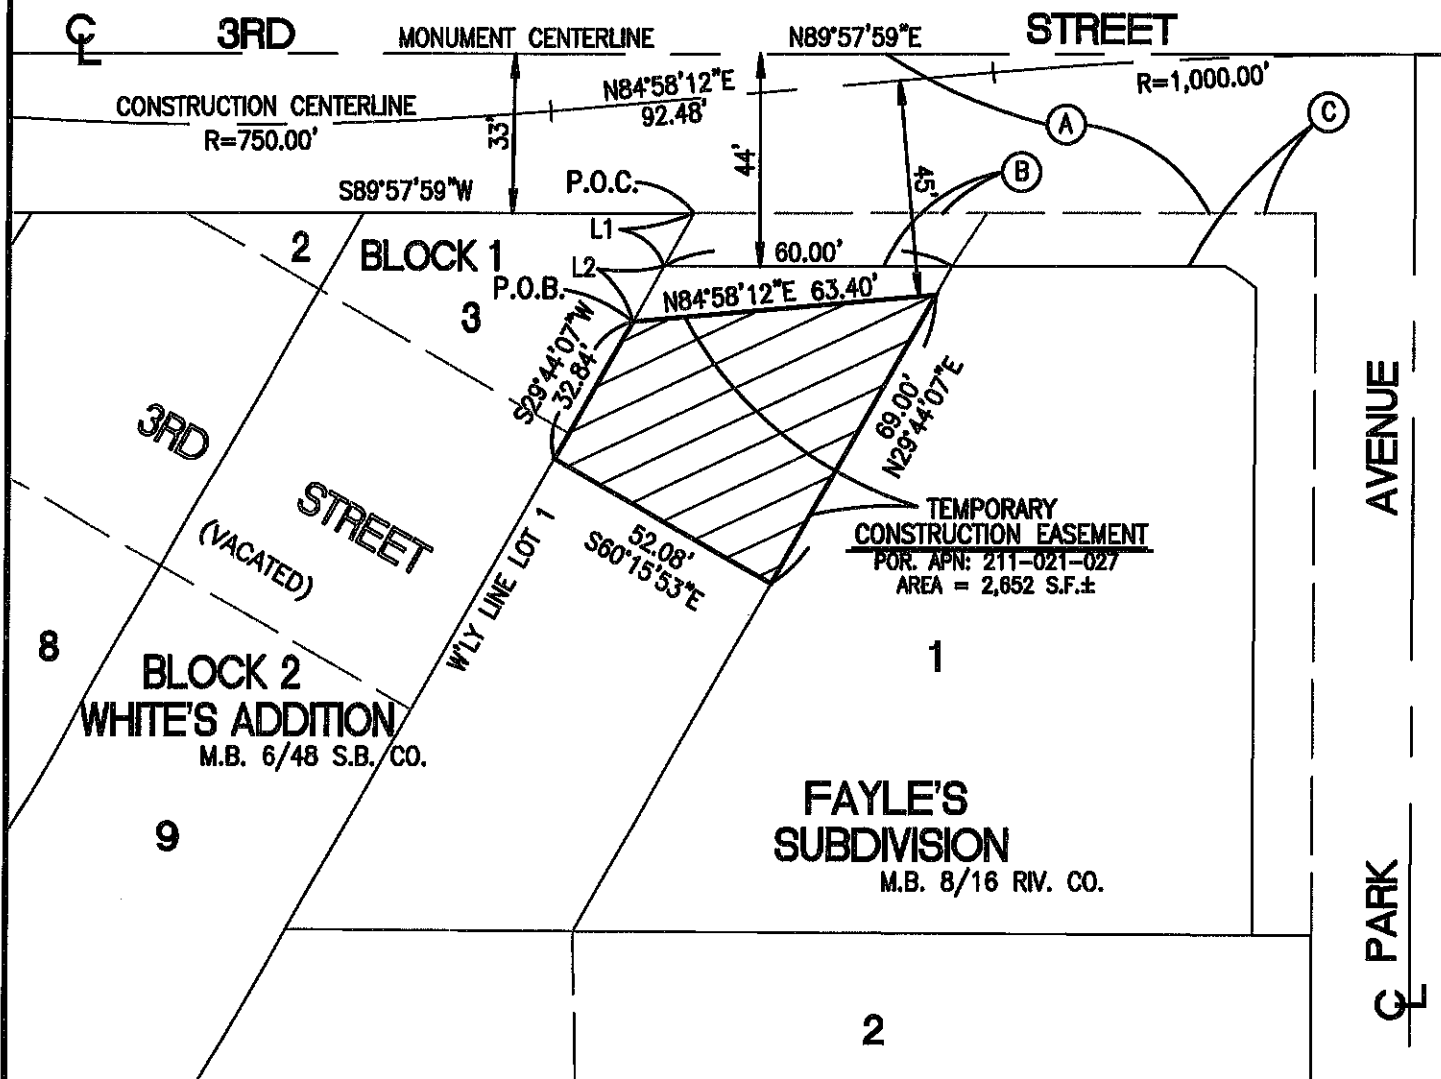 ℄ 3RD STREET
MONUMENT CENTERLINE
N89°57'59"E
CONSTRUCTION CENTERLINE
R=750.00'
N84°58'12"E
92.48'
R=1,000.00'
33'
44'
45'
A
B
C
S89°57'59"W
P.O.C.
L1
L2
P.O.B.
60.00'
2
BLOCK 1
3
N84°58'12"E 63.40'
S29°44'07"W
32.84'
69.00'
N29°44'07"E
52.08'
S60°15'53"E
3RD
STREET
(VACATED)
W'LY LINE LOT 1
TEMPORARY
CONSTRUCTION EASEMENT
POR. APN: 211-021-027
AREA = 2,652 S.F.±
8
BLOCK 2
WHITE'S ADDITION
M.B. 6/48 S.B. CO.
9
1
FAYLE'S
SUBDIVISION
M.B. 8/16 RIV. CO.
2
℄ PARK AVENUE